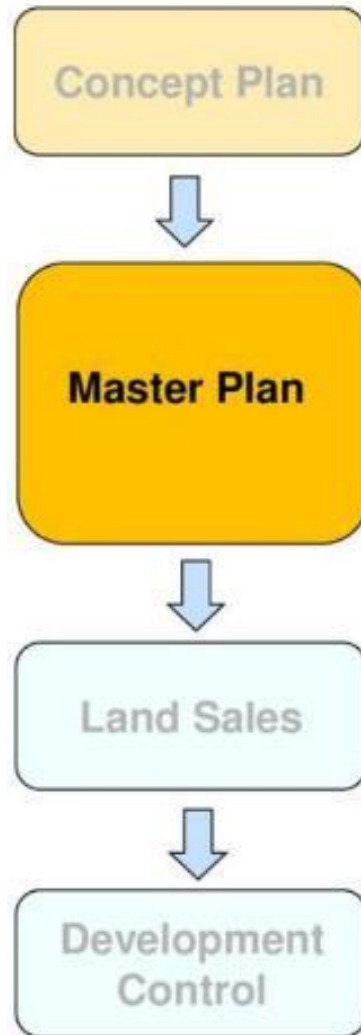 Concept Plan
Master Plan
Land Sales
Development
Control